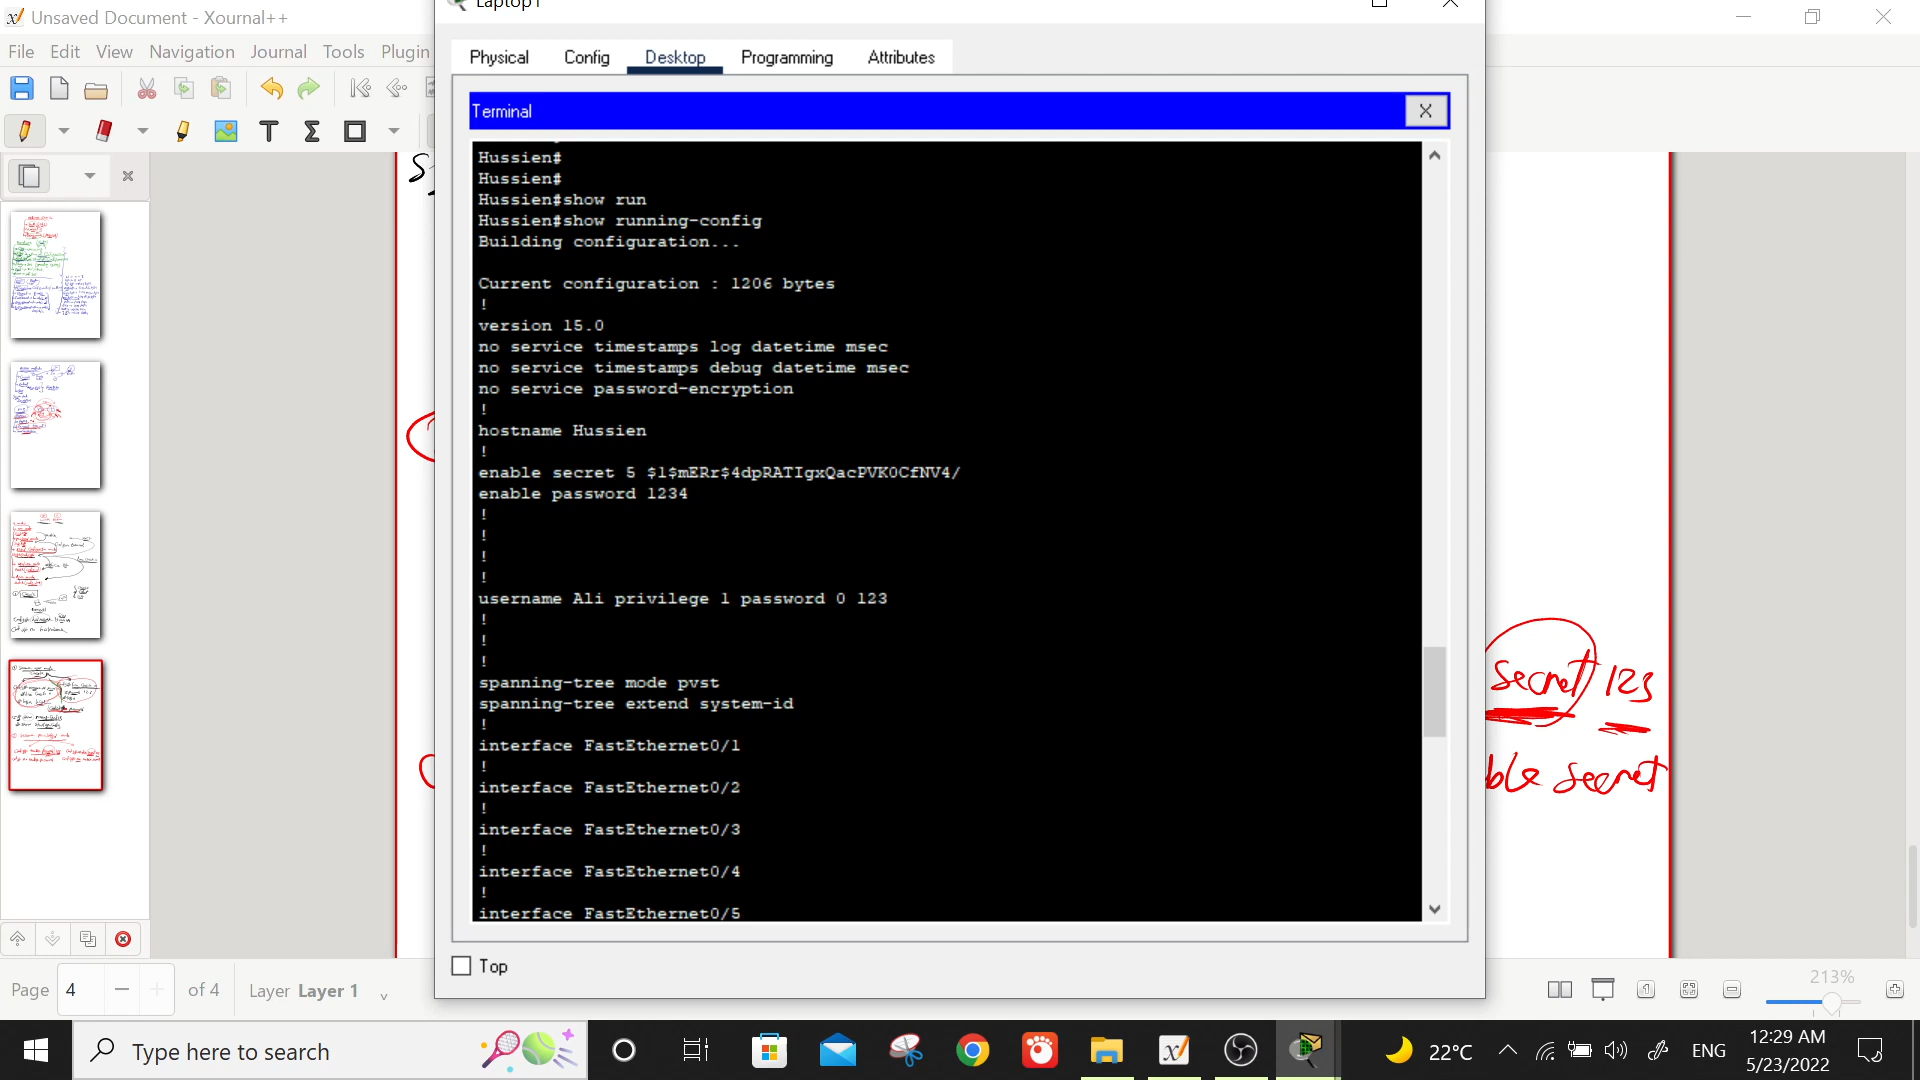 Unsaved Document - Xournal++
File Edit View Navigation Journal Tools Plugin
Laptop1
Physical Config Desktop Programming Attributes
Terminal
X
Hussien#
Hussien#
Hussien#show run
Hussien#show running-config
Building configuration...
Current configuration : 1206 bytes
!
version 15.0
no service timestamps log datetime msec
no service timestamps debug datetime msec
no service password-encryption
!
hostname Hussien
!
enable secret 5 $1$mERr$4dpRATIgxQacPVK0CfNV4/
enable password 1234
!
!
!
!
username Ali privilege 1 password 0 123
!
!
!
spanning-tree mode pvst
spanning-tree extend system-id
!
interface FastEthernet0/1
!
interface FastEthernet0/2
!
interface FastEthernet0/3
!
interface FastEthernet0/4
!
interface FastEthernet0/5
Top
secret 123
ble secret
Page 4 of 4 Layer Layer 1
213%
Type here to search
22°C
ENG
12:29 AM
5/23/2022